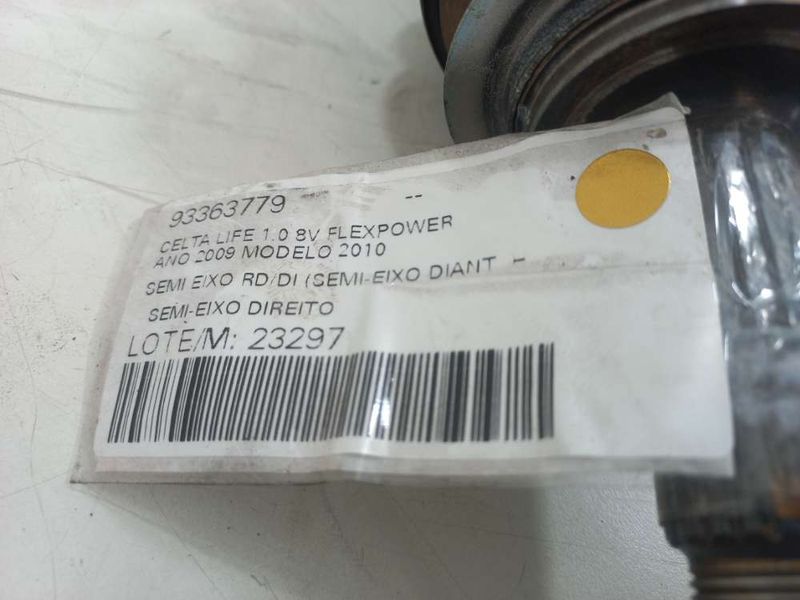 93363779 --
CELTA LIFE 1.0 8V FLEXPOWER
ANO 2009 MODELO 2010
SEMI EIXO RD/DI (SEMI-EIXO DIANT -
SEMI-EIXO DIREITO
LOTE/M: 23297